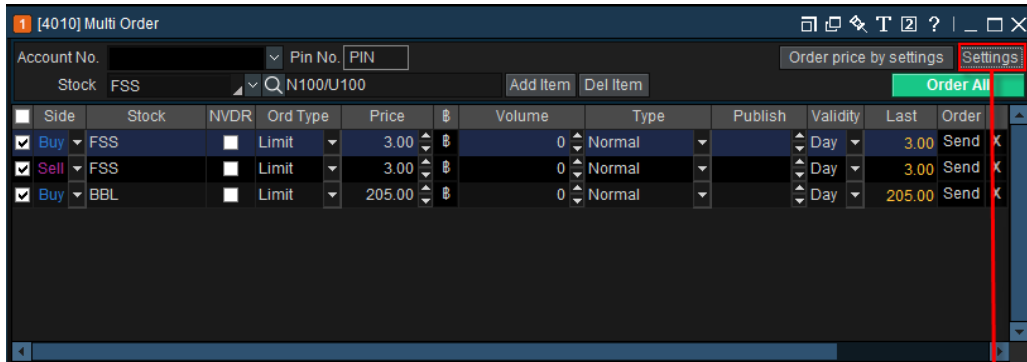 1 [4010] Multi Order T 2 ?
Account No. Pin No. PIN Order price by settings Settings
Stock FSS N100/U100 Add Item Del Item Order All
Side Stock NVDR Ord Type Price ฿ Volume Type Publish Validity Last Order
Buy FSS Limit 3.00 ฿ 0 Normal Day 3.00 Send X
Sell FSS Limit 3.00 ฿ 0 Normal Day 3.00 Send X
Buy BBL Limit 205.00 ฿ 0 Normal Day 205.00 Send X